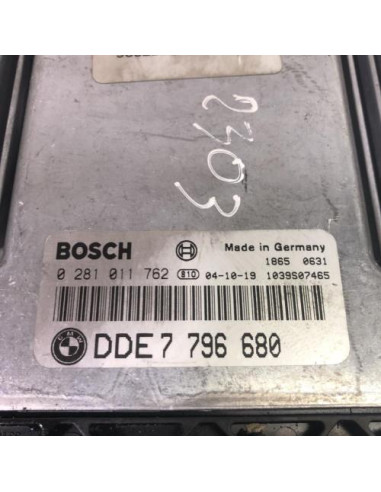 2303
BOSCH Made in Germany
1865 0631
0 281 011 762 810 04-10-19 1039S07465
BMW DDE 7 796 680